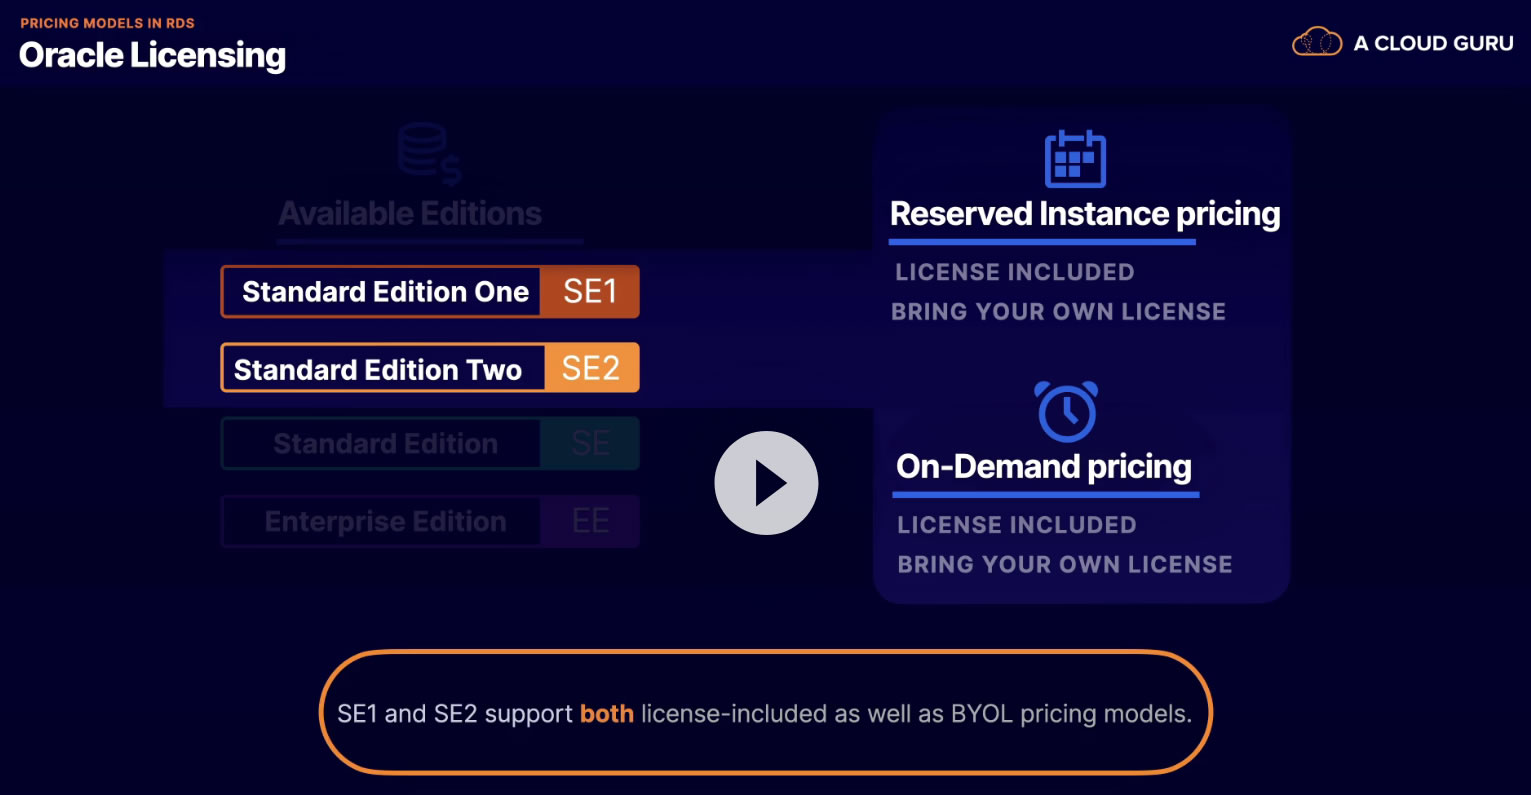 PRICING MODELS IN RDS
Oracle Licensing
A CLOUD GURU
Available Editions
Standard Edition One SE1
Standard Edition Two SE2
Standard Edition SE
Enterprise Edition EE
Reserved Instance pricing
LICENSE INCLUDED
BRING YOUR OWN LICENSE
On-Demand pricing
LICENSE INCLUDED
BRING YOUR OWN LICENSE
SE1 and SE2 support both license-included as well as BYOL pricing models.